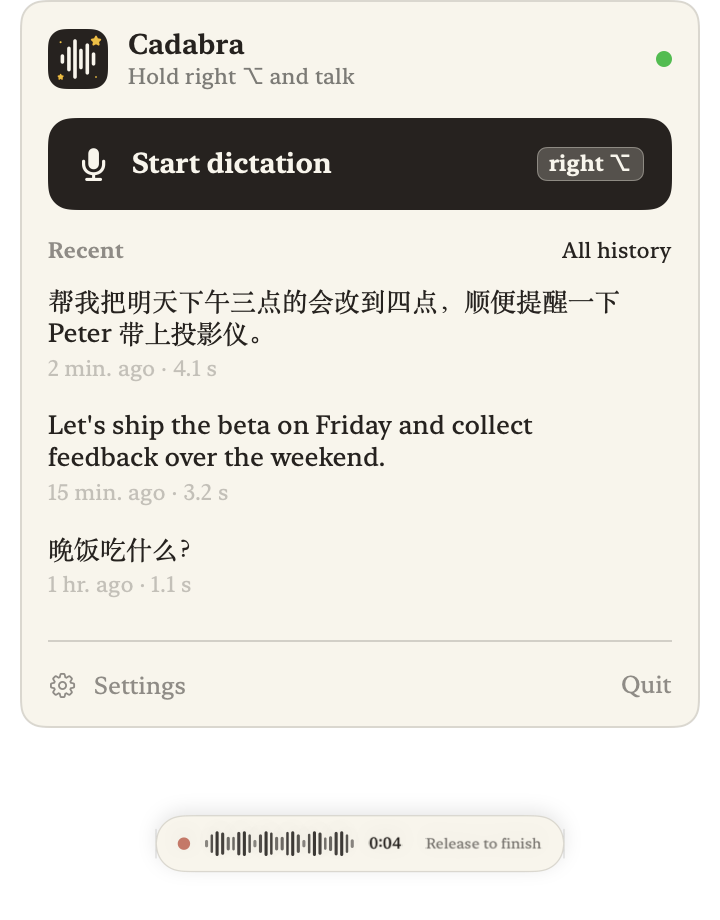 Cadabra
Hold right ⌥ and talk
Start dictation
right ⌥
Recent
All history
帮我把明天下午三点的会改到四点，顺便提醒一下
Peter 带上投影仪。
2 min. ago · 4.1 s
Let's ship the beta on Friday and collect
feedback over the weekend.
15 min. ago · 3.2 s
晚饭吃什么？
1 hr. ago · 1.1 s
Settings
Quit
0:04
Release to finish